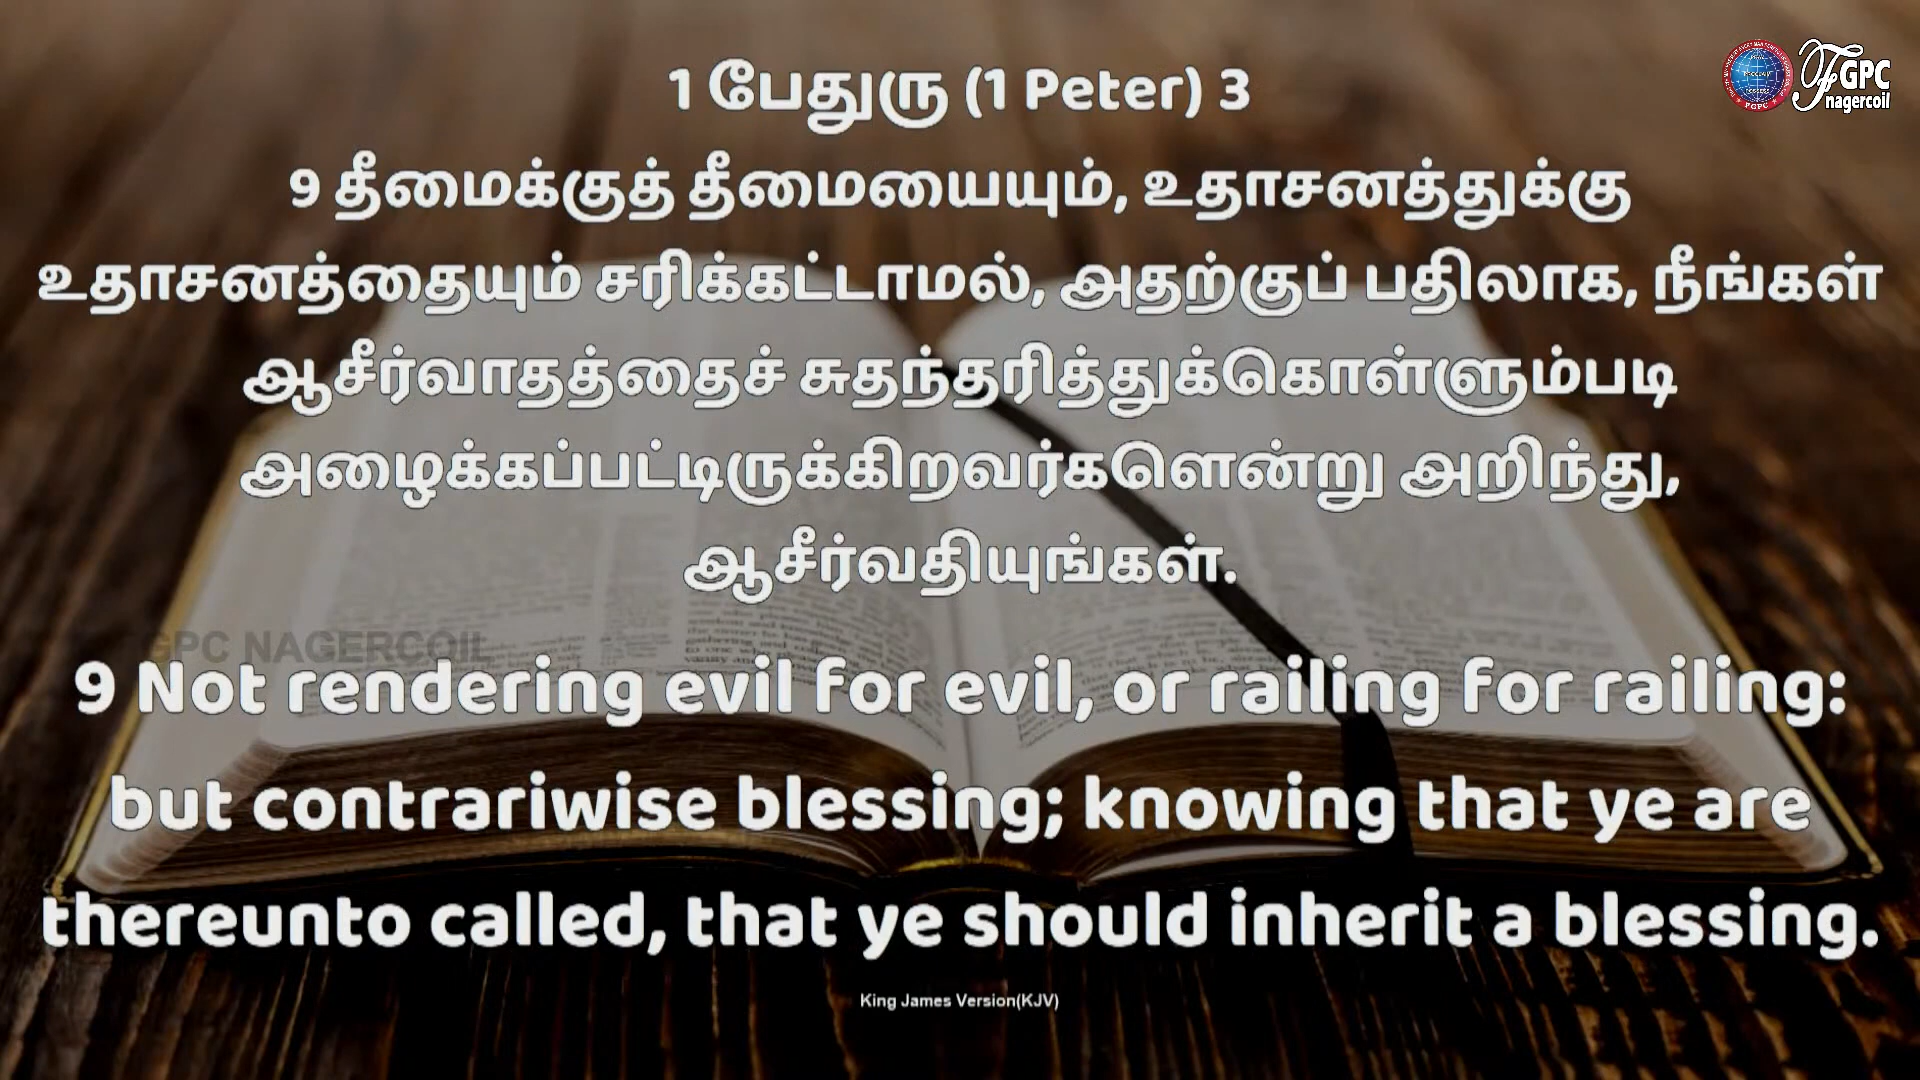 1 பேதுரு (1 Peter) 3
FGPC
nagercoil
9 தீமைக்குத் தீமையையும், உதாசனத்துக்கு
உதாசனத்தையும் சரிக்கட்டாமல், அதற்குப் பதிலாக, நீங்கள்
ஆசீர்வாதத்தைச் சுதந்தரித்துக்கொள்ளும்படி
அழைக்கப்பட்டிருக்கிறவர்களென்று அறிந்து,
ஆசீர்வதியுங்கள்.
GPC NAGERCOIL
9 Not rendering evil for evil, or railing for railing:
but contrariwise blessing; knowing that ye are
thereunto called, that ye should inherit a blessing.
King James Version(KJV)